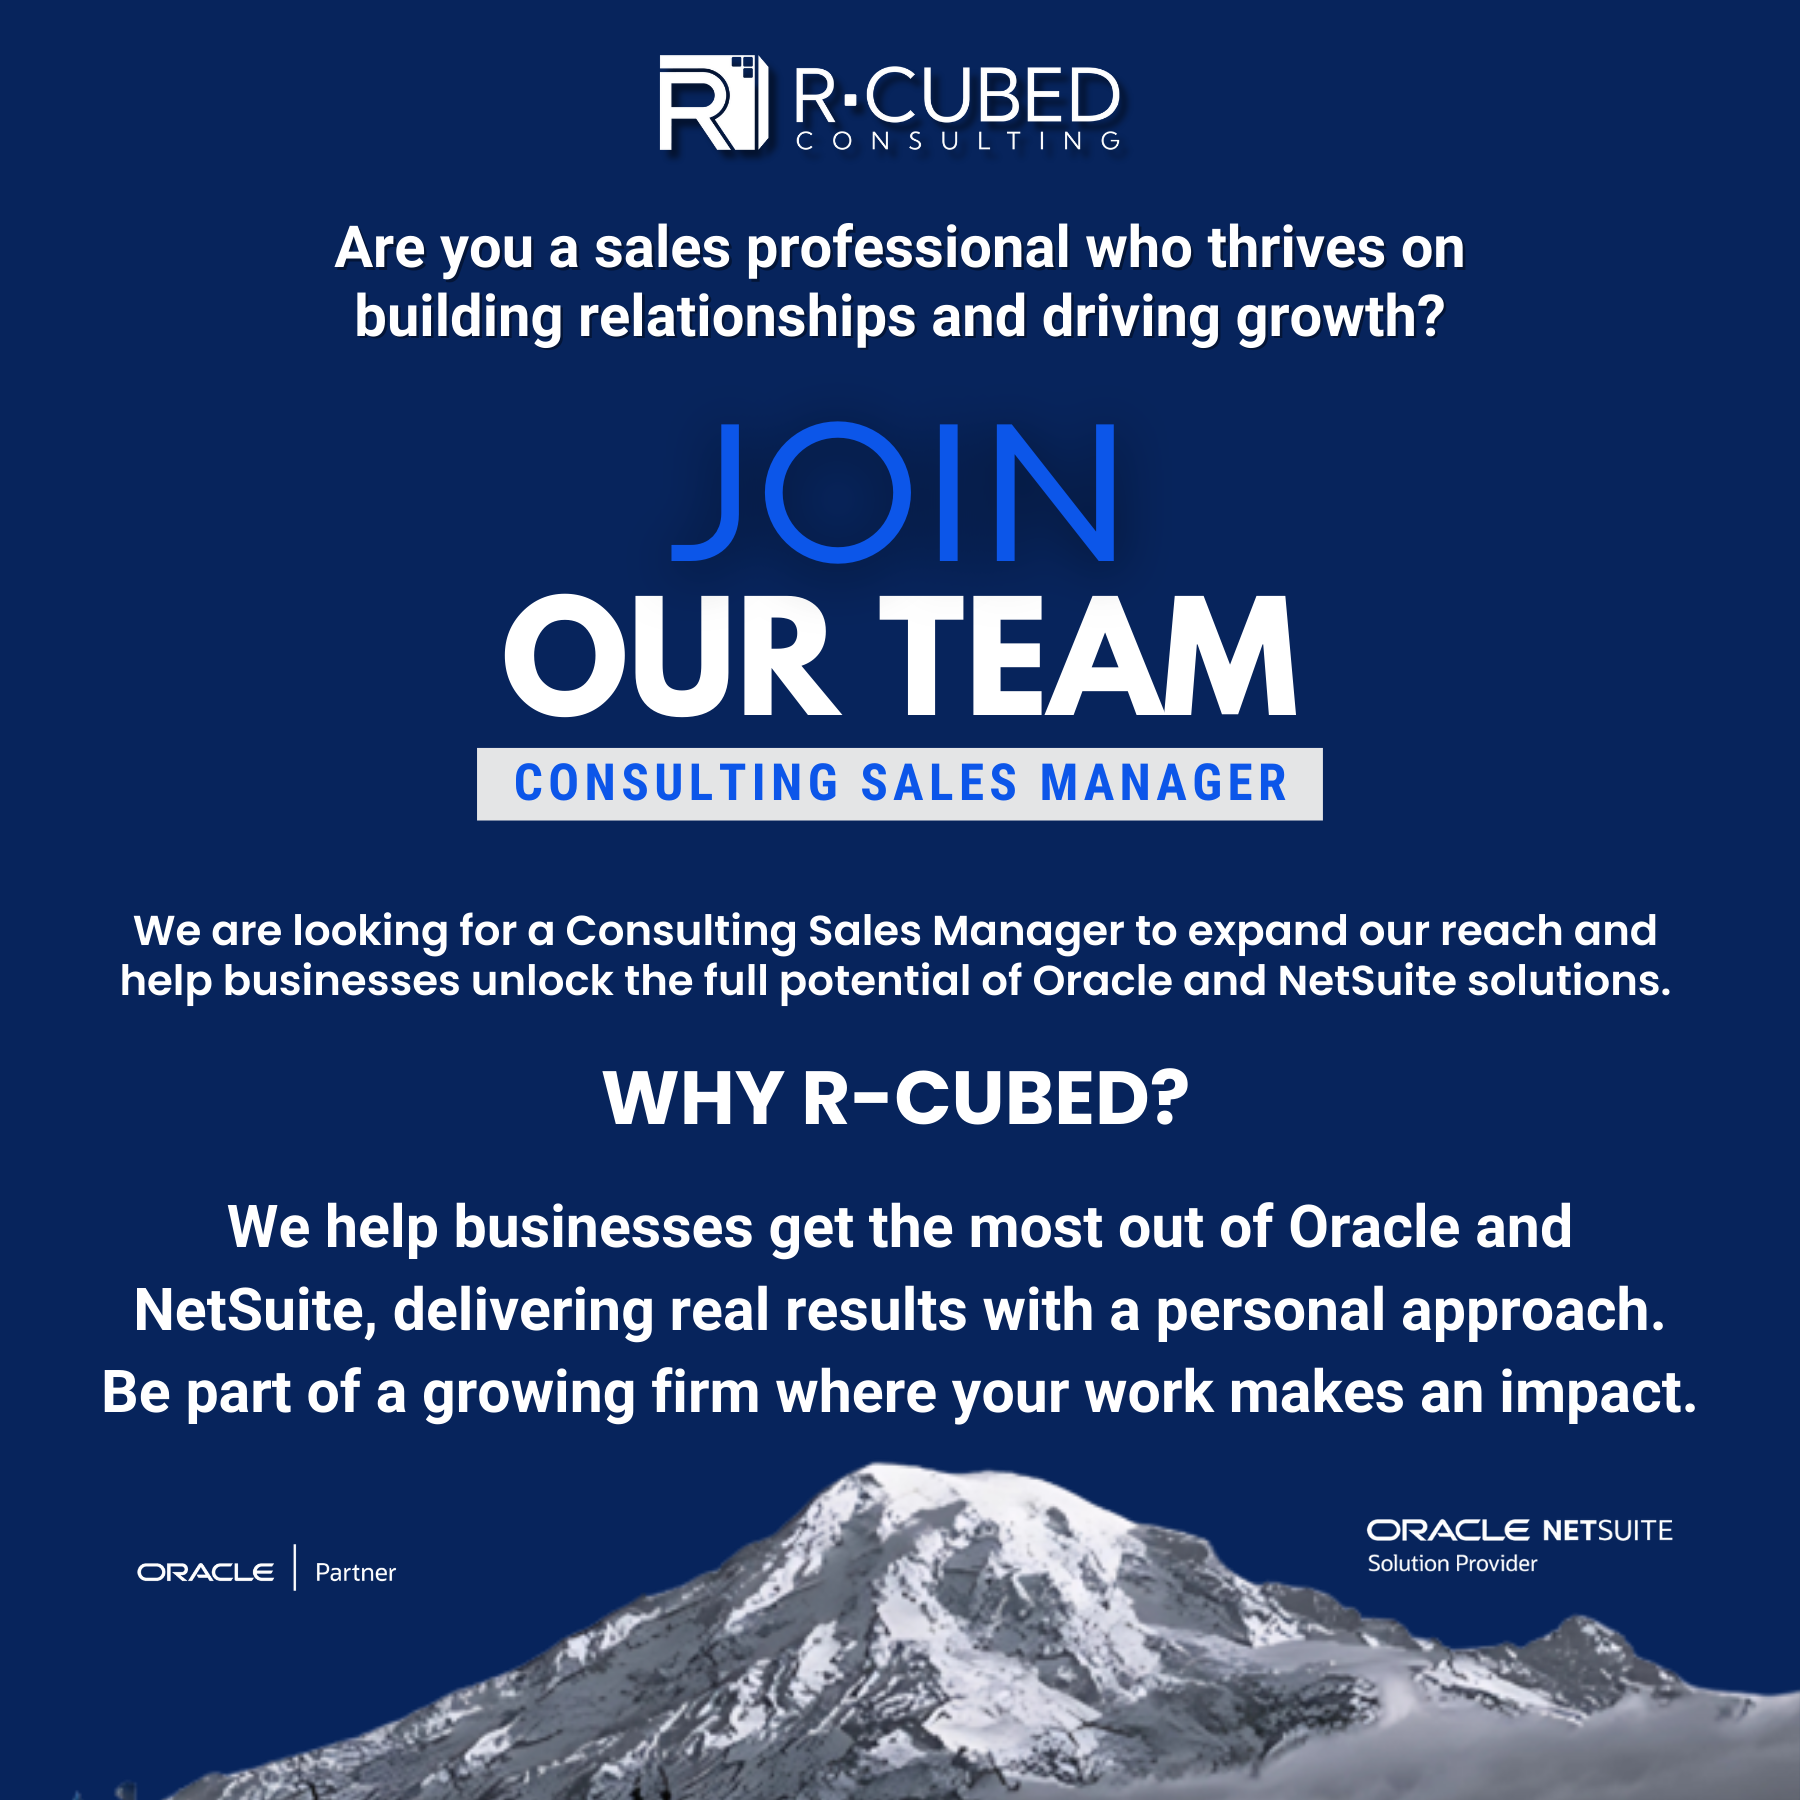 R·CUBED
CONSULTING
Are you a sales professional who thrives on
building relationships and driving growth?
JOIN
OUR TEAM
CONSULTING SALES MANAGER
We are looking for a Consulting Sales Manager to expand our reach and
help businesses unlock the full potential of Oracle and NetSuite solutions.
WHY R-CUBED?
We help businesses get the most out of Oracle and
NetSuite, delivering real results with a personal approach.
Be part of a growing firm where your work makes an impact.
ORACLE | Partner
ORACLE NETSUITE
Solution Provider